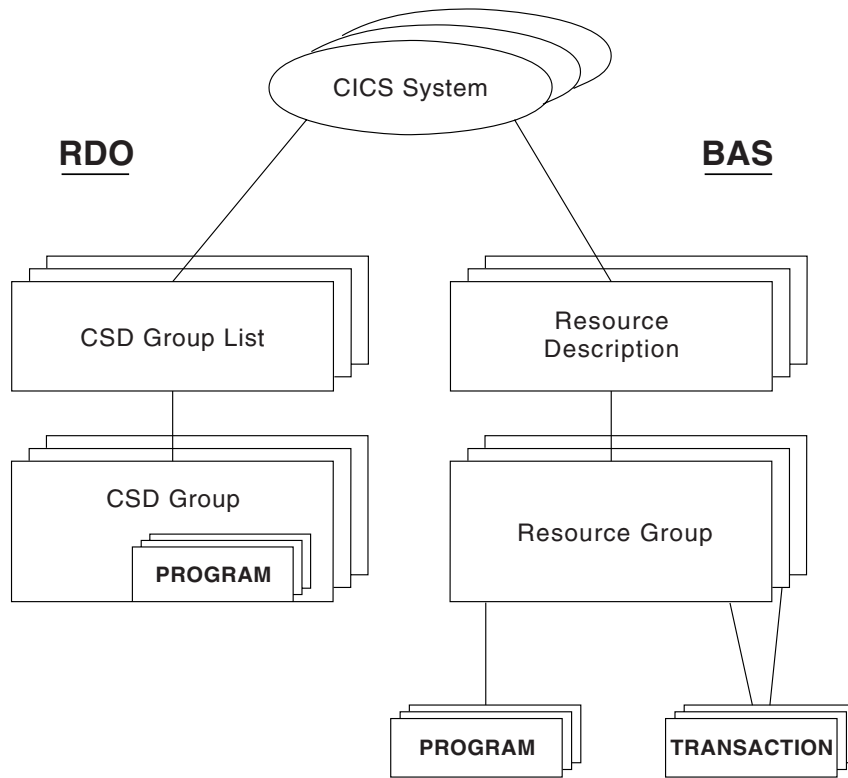 CICS System
RDO
BAS
CSD Group List
Resource
Description
CSD Group
PROGRAM
Resource Group
PROGRAM
TRANSACTION